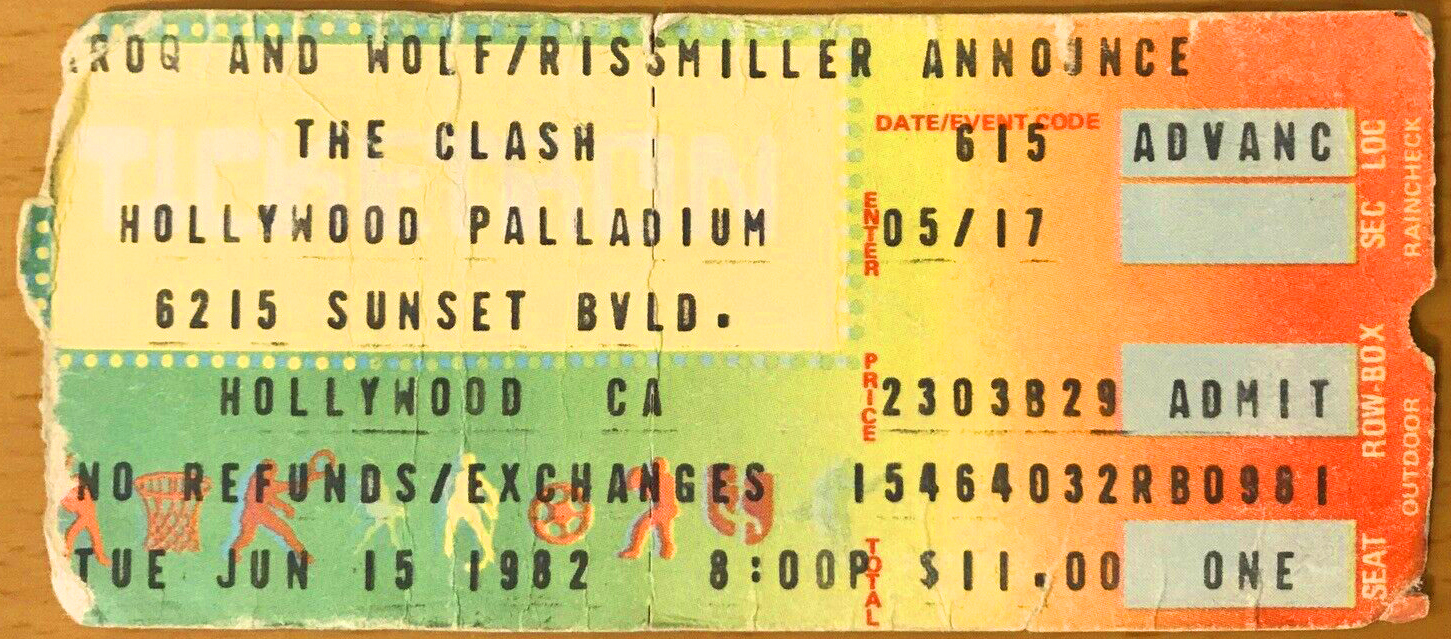 ROQ AND WOLF/RISSMILLER ANNOUNCE
THE CLASH
DATE/EVENT CODE
615 ADVANC
HOLLYWOOD PALLADIUM
ENTER
05/17
6215 SUNSET BVLD.
HOLLYWOOD CA
PRICE
2303B29 ADMIT
NO REFUNDS/EXCHANGES 15464032RB0981
TUE JUN 15 1982 8:00P
TOTAL
$11.00 ONE
LOC
SEC
ROW-BOX
SEAT
RAINCHECK
OUTDOOR
TICKETRON